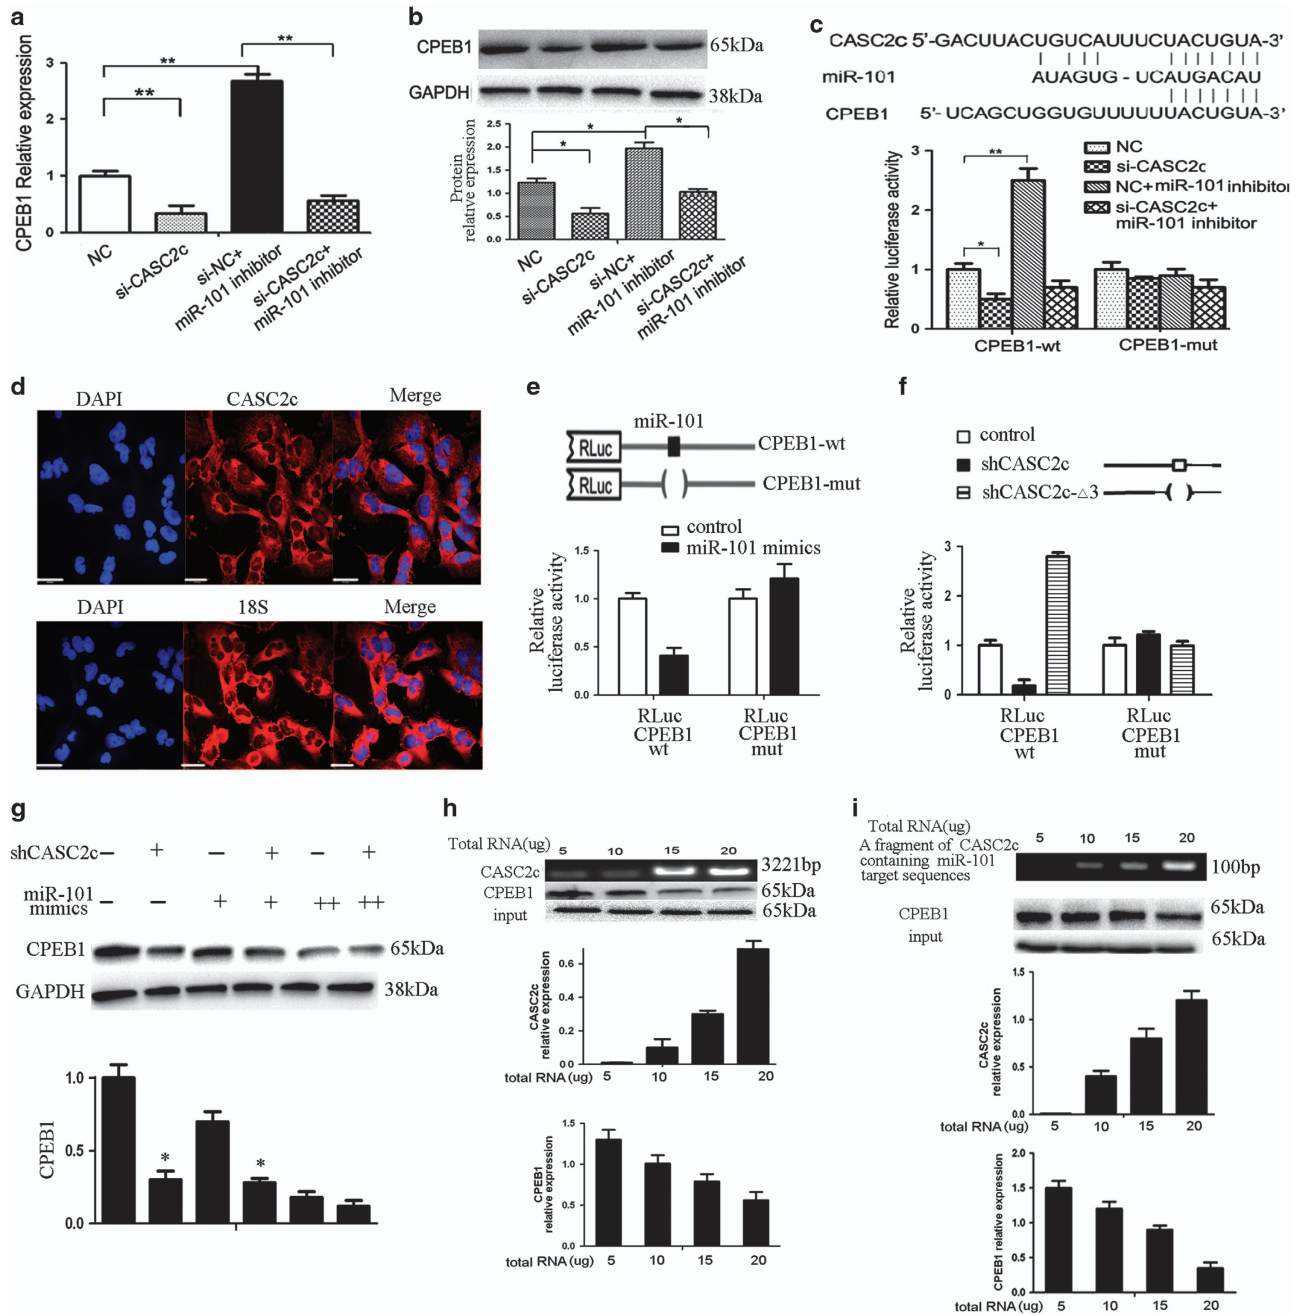 a
CPEB1 Relative expression
3
2
1
0
**
**
**
NC
si-CASC2c
si-NC+
miR-101 inhibitor
si-CASC2c+
miR-101 inhibitor
b
CPEB1
65kDa
GAPDH
38kDa
Protein
relative expression
2.5
2.0
1.5
1.0
0.5
0.0
*
*
*
NC
si-CASC2c
si-NC+
miR-101 inhibitor
si-CASC2c+
miR-101 inhibitor
c
CASC2c 5'-GACUUACUGUCAUUUCUACUGUA-3'
miR-101 AUAGUG - UCAUGACAU
CPEB1 5'- UCAGCUGGUGUUUUUUACUGUA-3'
Relative luciferase activity
3
2
1
0
**
*
NC
si-CASC2c
NC+miR-101 inhibitor
si-CASC2c+
miR-101 inhibitor
CPEB1-wt CPEB1-mut
d
DAPI CASC2c Merge
DAPI 18S Merge
e
miR-101
RLuc CPEB1-wt
RLuc ( ) CPEB1-mut
control
miR-101 mimics
Relative
luciferase activity
1.5
1.0
0.5
0.0
RLuc RLuc
CPEB1 CPEB1
wt mut
f
control
shCASC2c
shCASC2c-△3 ( )
Relative
luciferase activity
3
2
1
0
RLuc RLuc
CPEB1 CPEB1
wt mut
g
shCASC2c – + – + – +
miR-101
mimics – – + + ++ ++
CPEB1 65kDa
GAPDH 38kDa
CPEB1
1.0
0.5
0.0
* *
h
Total RNA(ug) 5 10 15 20
CASC2c 3221bp
CPEB1 65kDa
input 65kDa
CASC2c
relative expression
0.6
0.4
0.2
0.0
total RNA(ug) 5 10 15 20
CPEB1
relative expression
1.5
1.0
0.5
0.0
total RNA(ug) 5 10 15 20
i
Total RNA(ug) 5 10 15 20
A fragment of CASC2c
containing miR-101
target sequences
100bp
CPEB1 65kDa
input 65kDa
CASC2c
relative expression
1.5
1.0
0.5
0.0
total RNA(ug) 5 10 15 20
CPEB1 relative expression
2.0
1.5
1.0
0.5
0.0
total RNA(ug) 5 10 15 20